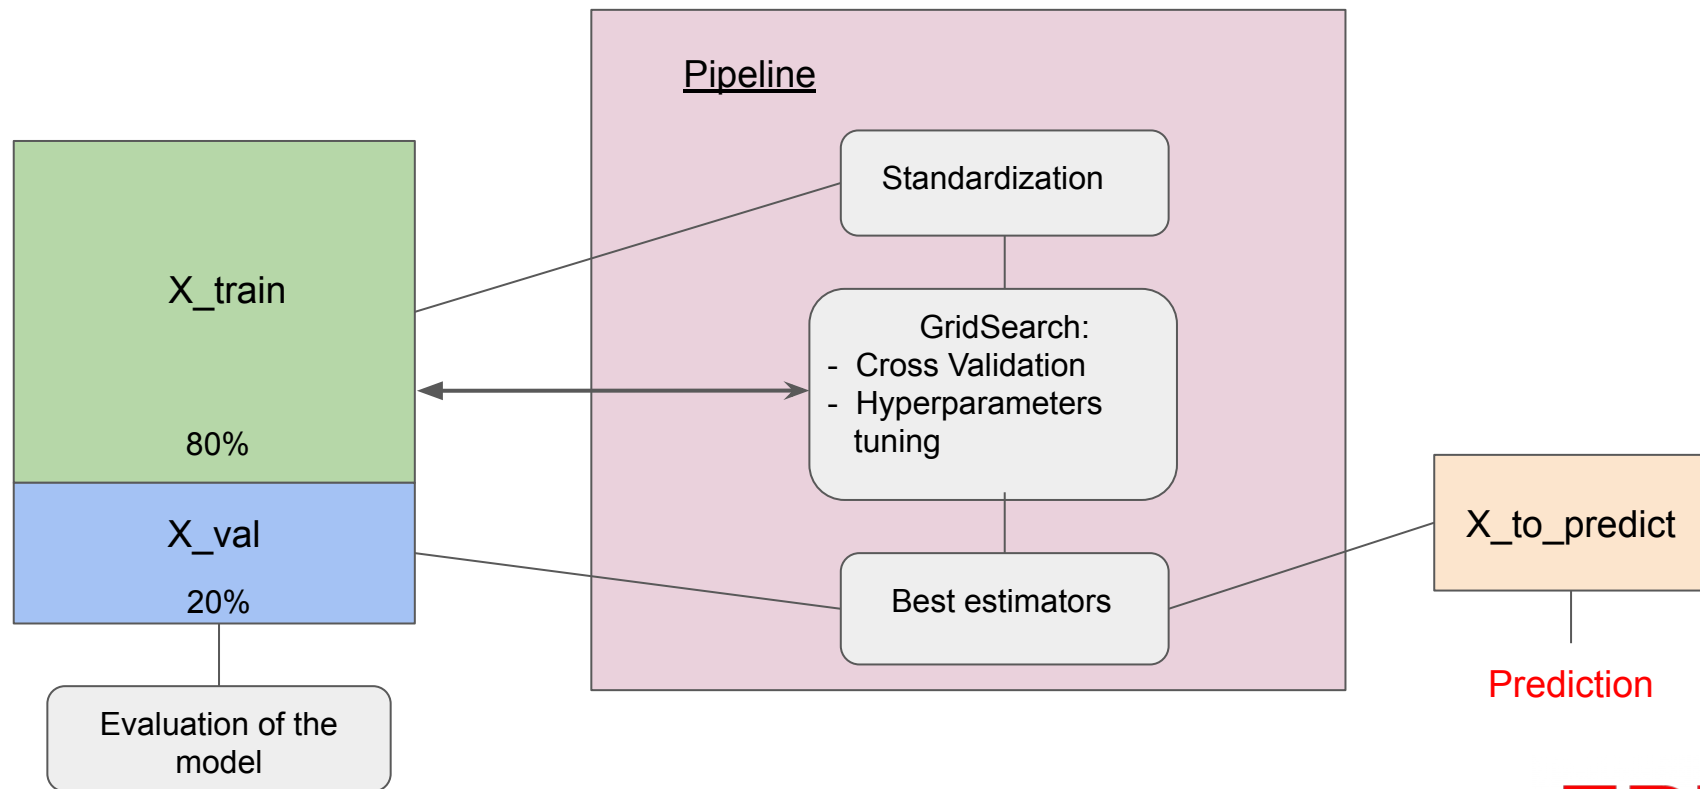 Pipeline
Standardization
X_train
80%
GridSearch:
- Cross Validation
- Hyperparameters
tuning
X_val
20%
Best estimators
X_to_predict
Prediction
Evaluation of the
model